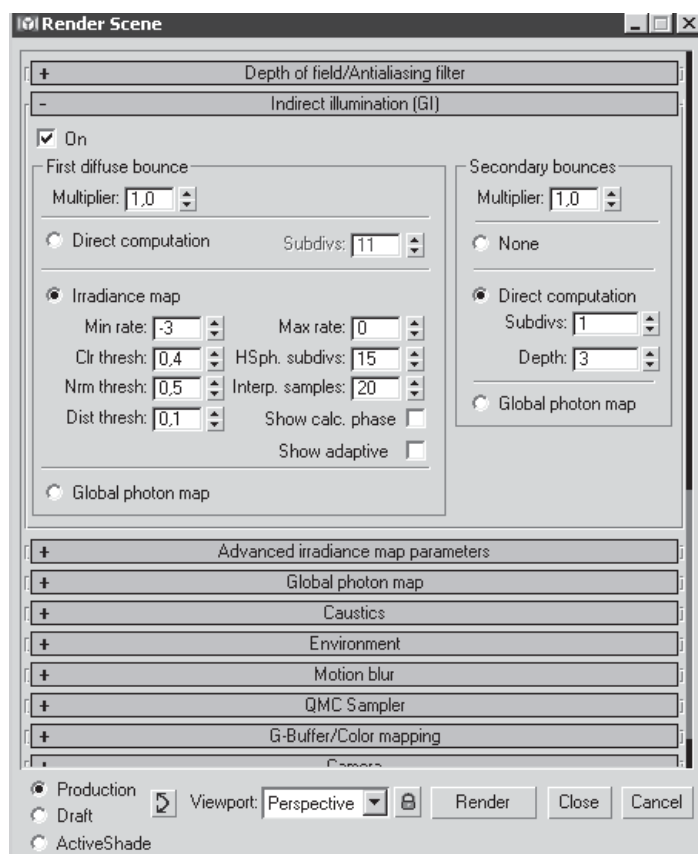 Render Scene
+ Depth of field/Antialiasing filter
- Indirect illumination (GI)
On
First diffuse bounce
Multiplier: 1,0
Direct computation Subdivs: 11
Irradiance map
Min rate: -3 Max rate: 0
Clr thresh: 0,4 HSph. subdivs: 15
Nrm thresh: 0,5 Interp. samples: 20
Dist thresh: 0,1 Show calc. phase
Show adaptive
Global photon map
Secondary bounces
Multiplier: 1,0
None
Direct computation
Subdivs: 1
Depth: 3
Global photon map
+ Advanced irradiance map parameters
+ Global photon map
+ Caustics
+ Environment
+ Motion blur
+ QMC Sampler
+ G-Buffer/Color mapping
+ Camera
Production
Draft
ActiveShade
Viewport: Perspective Render Close Cancel